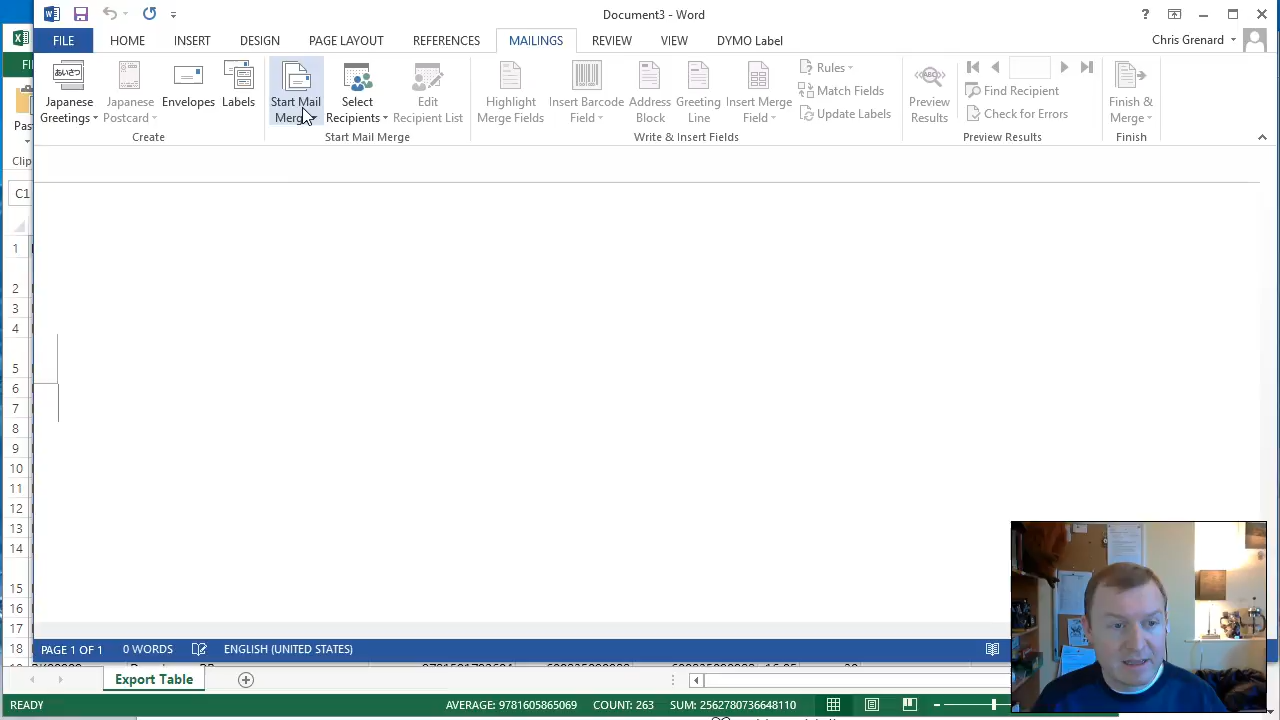 Document3 - Word
?
FILE
HOME
INSERT
DESIGN
PAGE LAYOUT
REFERENCES
MAILINGS
REVIEW
VIEW
DYMO Label
Chris Grenard
あいさつ
Japanese
Greetings
Japanese
Postcard
Envelopes
Labels
Create
Start Mail
Merge
Select
Recipients
Edit
Recipient List
Start Mail Merge
Highlight
Merge Fields
Insert Barcode
Field
Address
Block
Greeting
Line
Insert Merge
Field
Rules
Match Fields
Update Labels
Write & Insert Fields
ABC
Preview
Results
Find Recipient
Check for Errors
Preview Results
Finish &
Merge
Finish
FI
Pas
Clip
C1
1
2
3
4
5
6
7
8
9
10
11
12
13
14
15
16
17
18
PAGE 1 OF 1
0 WORDS
ENGLISH (UNITED STATES)
Export Table
READY
AVERAGE: 9781605865069
COUNT: 263
SUM: 2562780736648110